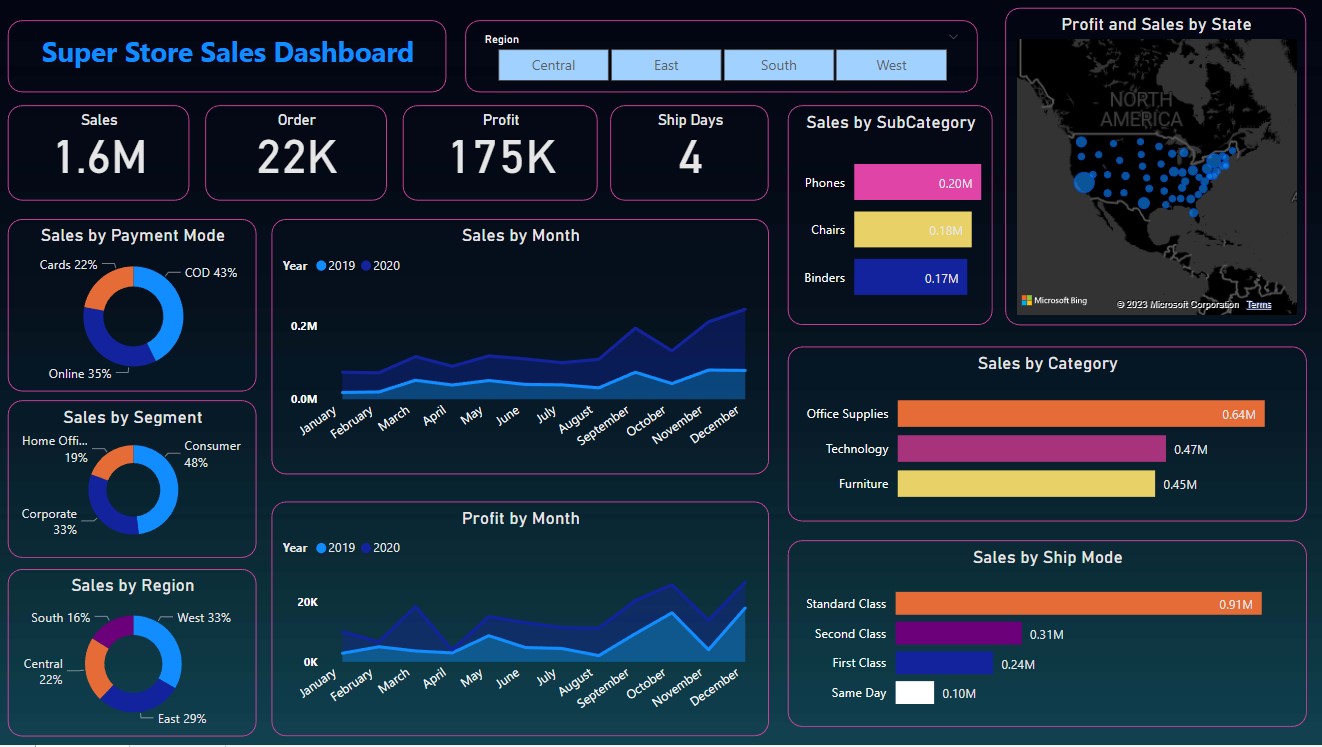 Super Store Sales Dashboard
Region
Central
East
South
West
Profit and Sales by State
NORTH
AMERICA
Microsoft Bing
© 2023 Microsoft Corporation
Terms
Sales
1.6M
Order
22K
Profit
175K
Ship Days
4
Sales by SubCategory
Phones
0.20M
Chairs
0.18M
Binders
0.17M
Sales by Payment Mode
Cards 22%
COD 43%
Online 35%
Sales by Month
Year
2019
2020
0.2M
0.0M
January
February
March
April
May
June
July
August
September
October
November
December
Sales by Category
Office Supplies
0.64M
Technology
0.47M
Furniture
0.45M
Sales by Segment
Home Offi...
19%
Consumer
48%
Corporate
33%
Profit by Month
Year
2019
2020
20K
0K
January
February
March
April
May
June
July
August
September
October
November
December
Sales by Ship Mode
Standard Class
0.91M
Second Class
0.31M
First Class
0.24M
Same Day
0.10M
Sales by Region
South 16%
West 33%
Central
22%
East 29%